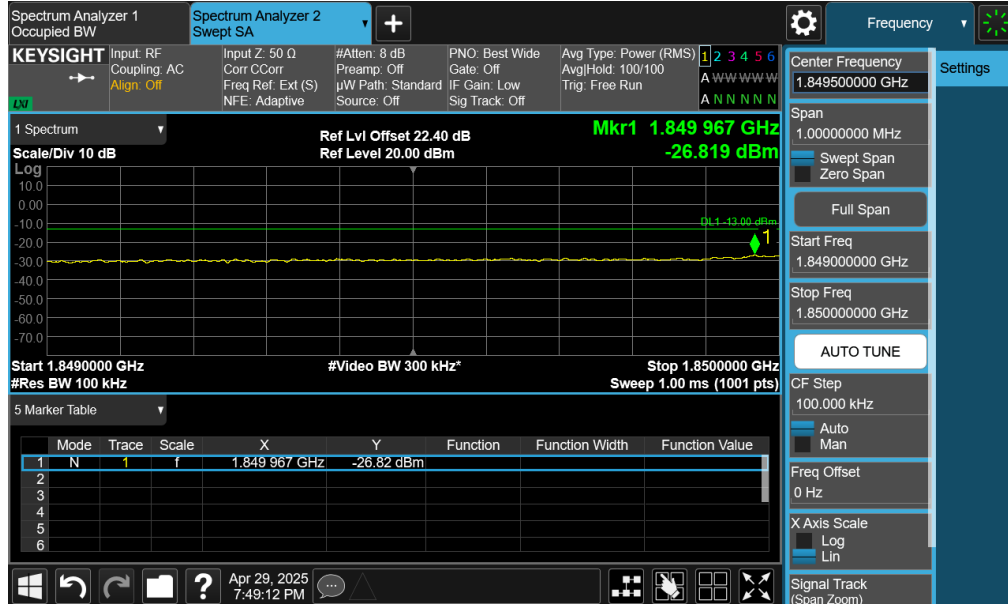 Spectrum Analyzer 1
Occupied BW
Spectrum Analyzer 2
Swept SA
Frequency
KEYSIGHT
LXI
Input: RF
Coupling: AC
Align: Off
Input Z: 50 Ω
Corr CCorr
Freq Ref: Ext (S)
NFE: Adaptive
#Atten: 8 dB
Preamp: Off
µW Path: Standard
Source: Off
PNO: Best Wide
Gate: Off
IF Gain: Low
Sig Track: Off
Avg Type: Power (RMS)
Avg|Hold: 100/100
Trig: Free Run
1 2 3 4 5 6
A W W W W W
A N N N N N
1 Spectrum
Scale/Div 10 dB
Ref Lvl Offset 22.40 dB
Ref Level 20.00 dBm
Mkr1 1.849 967 GHz
-26.819 dBm
Log
10.0
0.00
-10.0
-20.0
-30.0
-40.0
-50.0
-60.0
-70.0
DL1 -13.00 dBm
1
Start 1.8490000 GHz
#Video BW 300 kHz*
Stop 1.8500000 GHz
#Res BW 100 kHz
Sweep 1.00 ms (1001 pts)
5 Marker Table
Mode Trace Scale X Y Function Function Width Function Value
1 N 1 f 1.849 967 GHz -26.82 dBm
2
3
4
5
6
Apr 29, 2025
7:49:12 PM
Center Frequency
1.849500000 GHz
Span
1.00000000 MHz
Swept Span
Zero Span
Full Span
Start Freq
1.849000000 GHz
Stop Freq
1.850000000 GHz
AUTO TUNE
CF Step
100.000 kHz
Auto
Man
Freq Offset
0 Hz
X Axis Scale
Log
Lin
Signal Track
(Span Zoom)
Settings